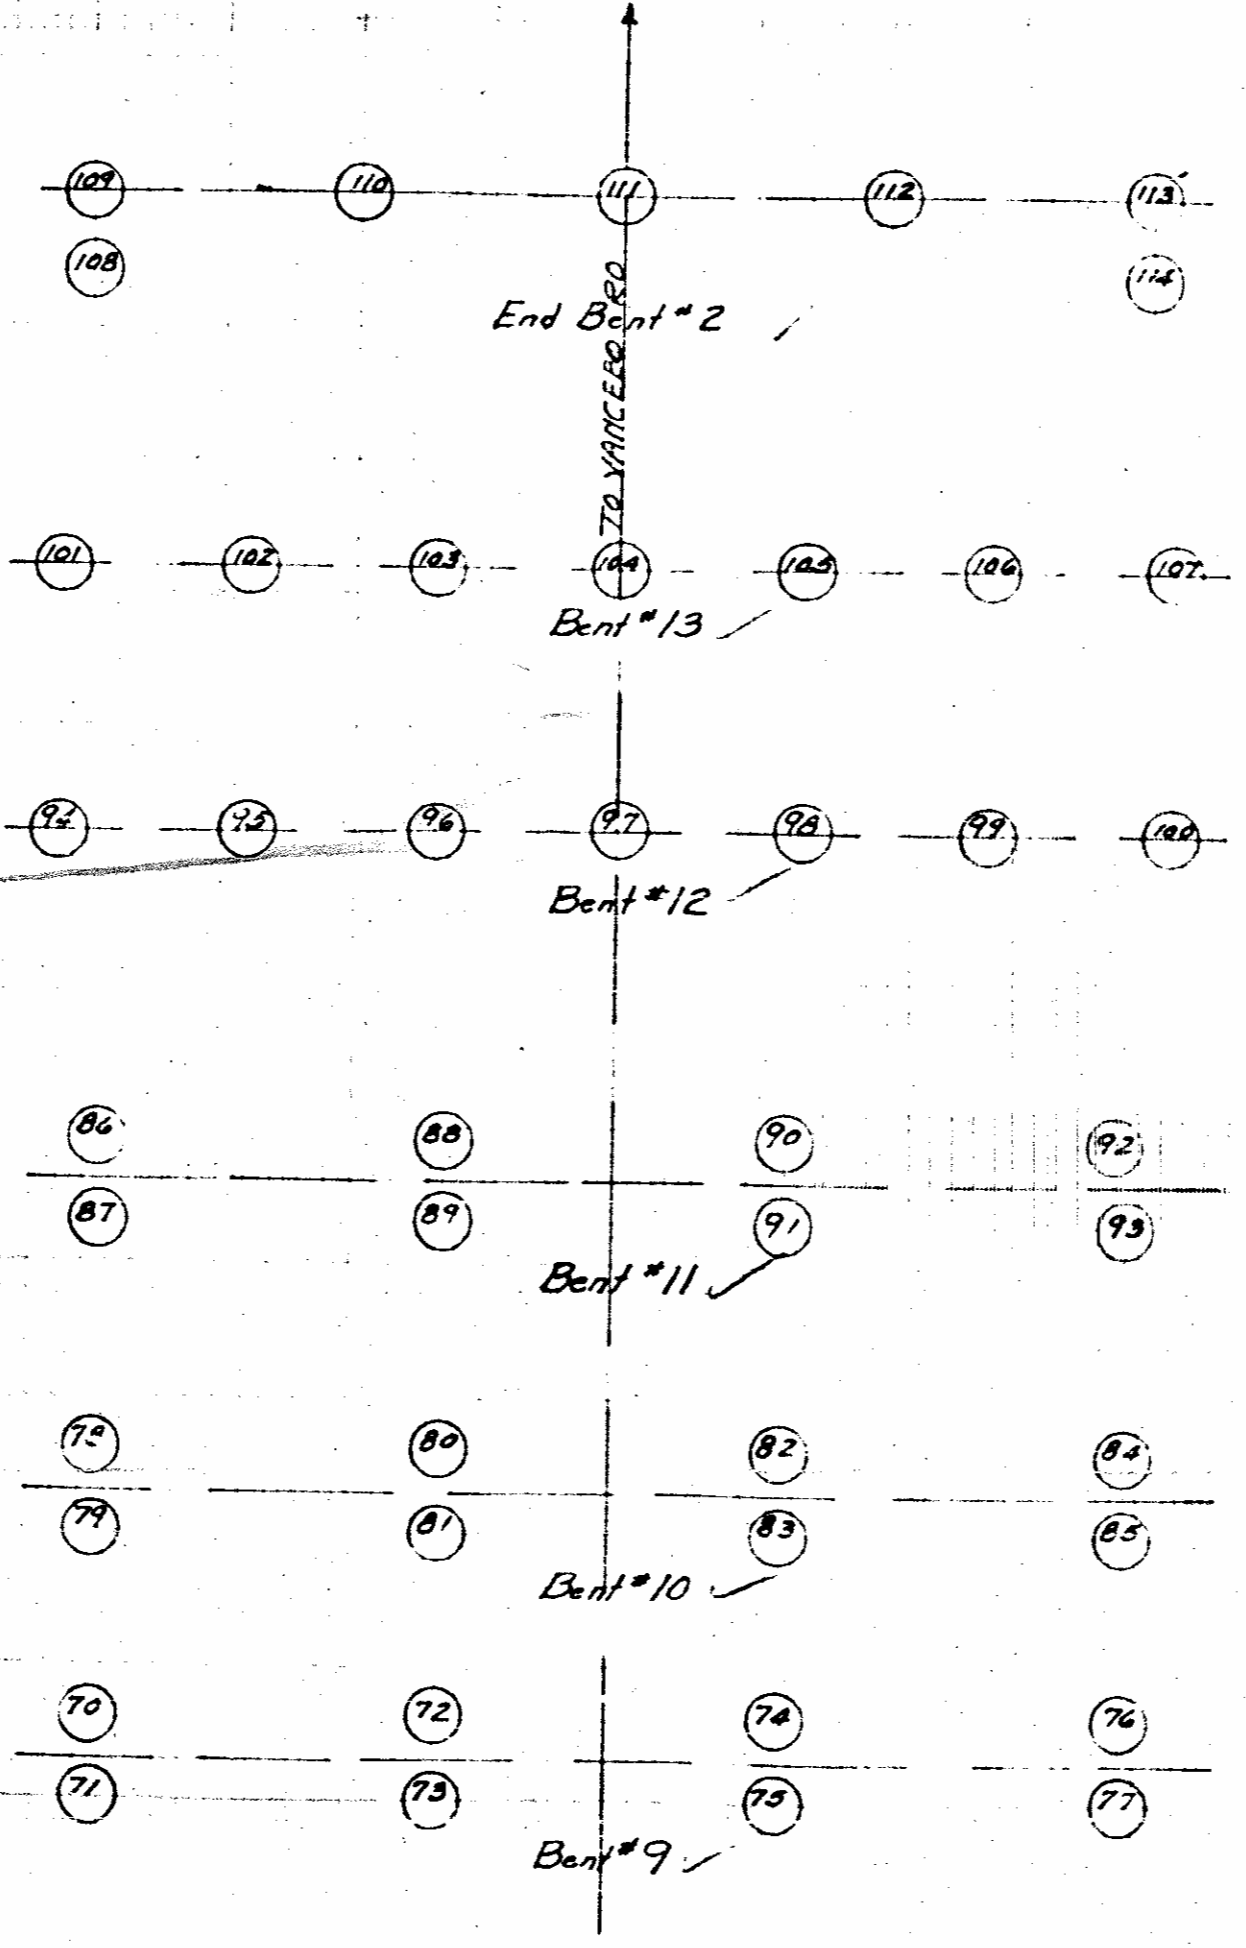 109 110 111 112 113
108 114
End Bent #2
TO VANCEBORO
101 102 103 104 105 106 107
Bent #13
94 95 96 97 98 99 100
Bent #12
86 88 90 92
87 89 91 93
Bent #11
80 82 84
79 81 83 85
Bent #10
70 72 74 76
71 73 75 77
Bent #9